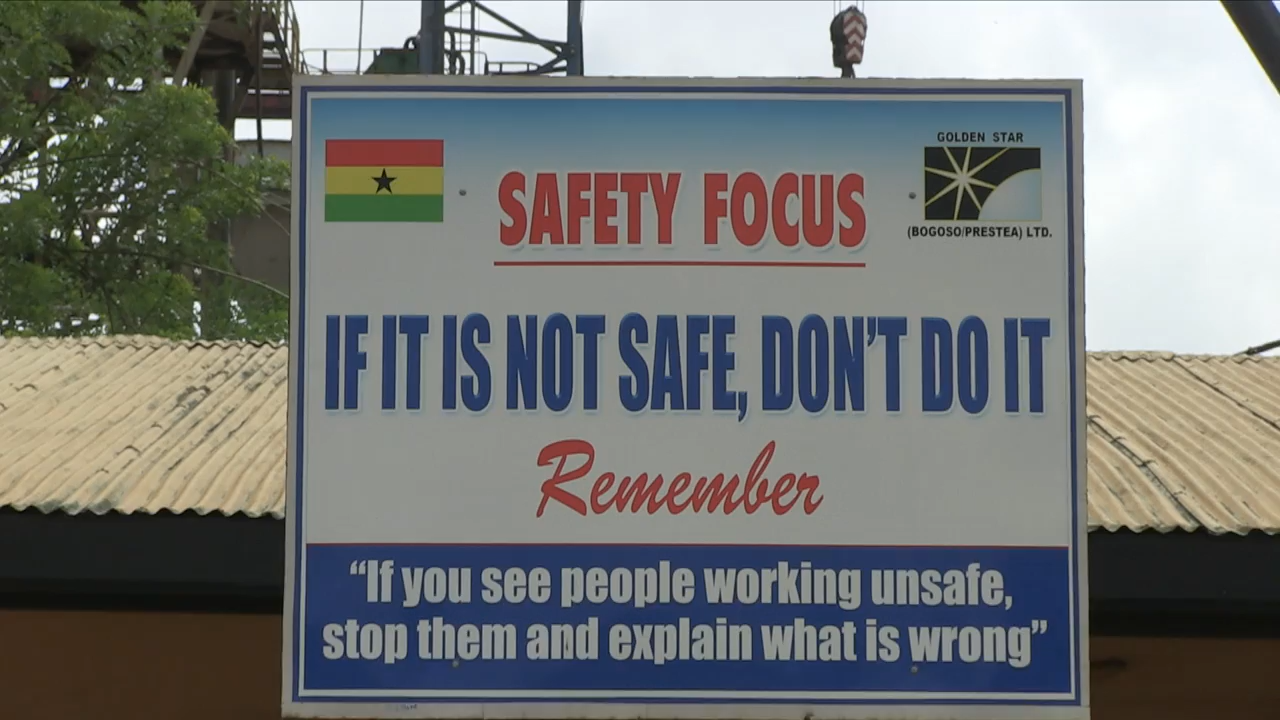 GOLDEN STAR
(BOGOSO/PRESTEA) LTD.
SAFETY FOCUS
IF IT IS NOT SAFE, DON'T DO IT
Remember
“If you see people working unsafe,
stop them and explain what is wrong”